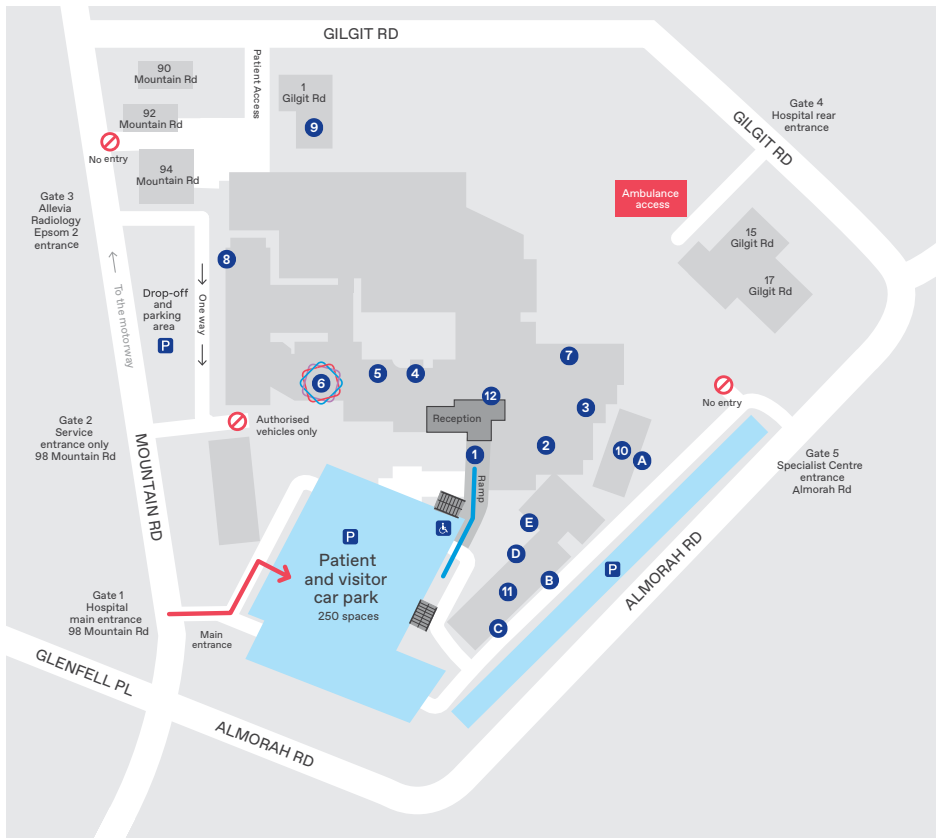 GILGIT RD
90
Mountain Rd
Patient Access
1
Gilgit Rd
9
92
Mountain Rd
No entry
94
Mountain Rd
Gate 4
Hospital rear
entrance
GILGIT RD
Ambulance
access
15
Gilgit Rd
17
Gilgit Rd
Gate 3
Allevia
Radiology
Epsom 2
entrance
8
To the motorway
Drop-off
and
parking
area
P
One way
6
5
4
7
12
3
Reception
No entry
Authorised
vehicles only
Gate 2
Service
entrance only
98 Mountain Rd
MOUNTAIN RD
1
Ramp
2
10
A
Gate 5
Specialist Centre
entrance
Almorah Rd
E
D
B
11
C
P
ALMORAH RD
P
Patient
and visitor
car park
250 spaces
Gate 1
Hospital
main entrance
98 Mountain Rd
Main
entrance
GLENFELL PL
ALMORAH RD